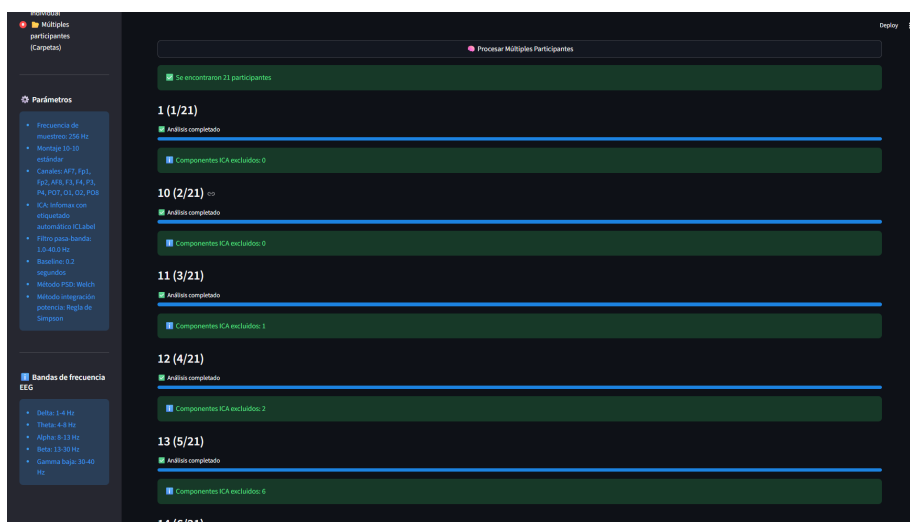 individual
Múltiples
participantes
(Carpetas)
Parámetros
• Frecuencia de
muestreo: 256 Hz
• Montaje 10-10
estándar
• Canales: AF7, Fp1,
Fp2, AF8, F3, F4, P3,
P4, PO7, O1, O2, PO8
• ICA: Infomax con
etiquetado
automático ICLabel
• Filtro pasa-banda:
1.0-40.0 Hz
• Baseline: 0.2
segundos
• Método PSD: Welch
• Método integración
potencia: Regla de
Simpson
Bandas de frecuencia
EEG
• Delta: 1-4 Hz
• Theta: 4-8 Hz
• Alpha: 8-13 Hz
• Beta: 13-30 Hz
• Gamma baja: 30-40
Hz
Deploy
Procesar Múltiples Participantes
Se encontraron 21 participantes
1 (1/21)
Análisis completado
Componentes ICA excluidos: 0
10 (2/21)
Análisis completado
Componentes ICA excluidos: 0
11 (3/21)
Análisis completado
Componentes ICA excluidos: 1
12 (4/21)
Análisis completado
Componentes ICA excluidos: 2
13 (5/21)
Análisis completado
Componentes ICA excluidos: 6
14 (6/21)